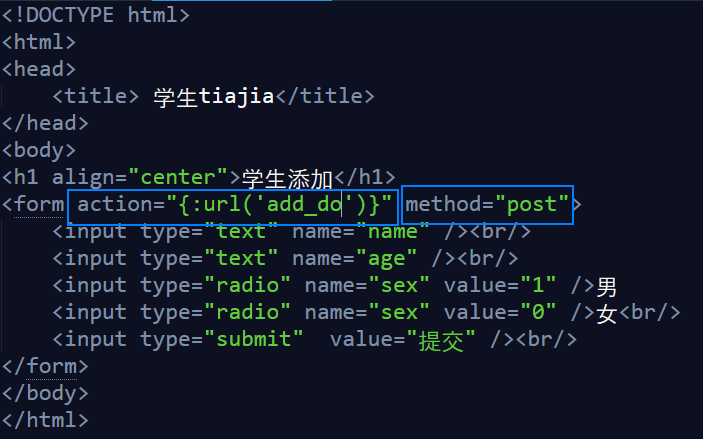 <!DOCTYPE html>
<html>
<head>
    <title> 学生tiajia</title>
</head>
<body>
<h1 align="center">学生添加</h1>
<form action="{:url('add_do')}" method="post">
    <input type="text" name="name" /><br/>
    <input type="text" name="age" /><br/>
    <input type="radio" name="sex" value="1" />男
    <input type="radio" name="sex" value="0" />女<br/>
    <input type="submit"  value="提交" /><br/>
</form>
</body>
</html>